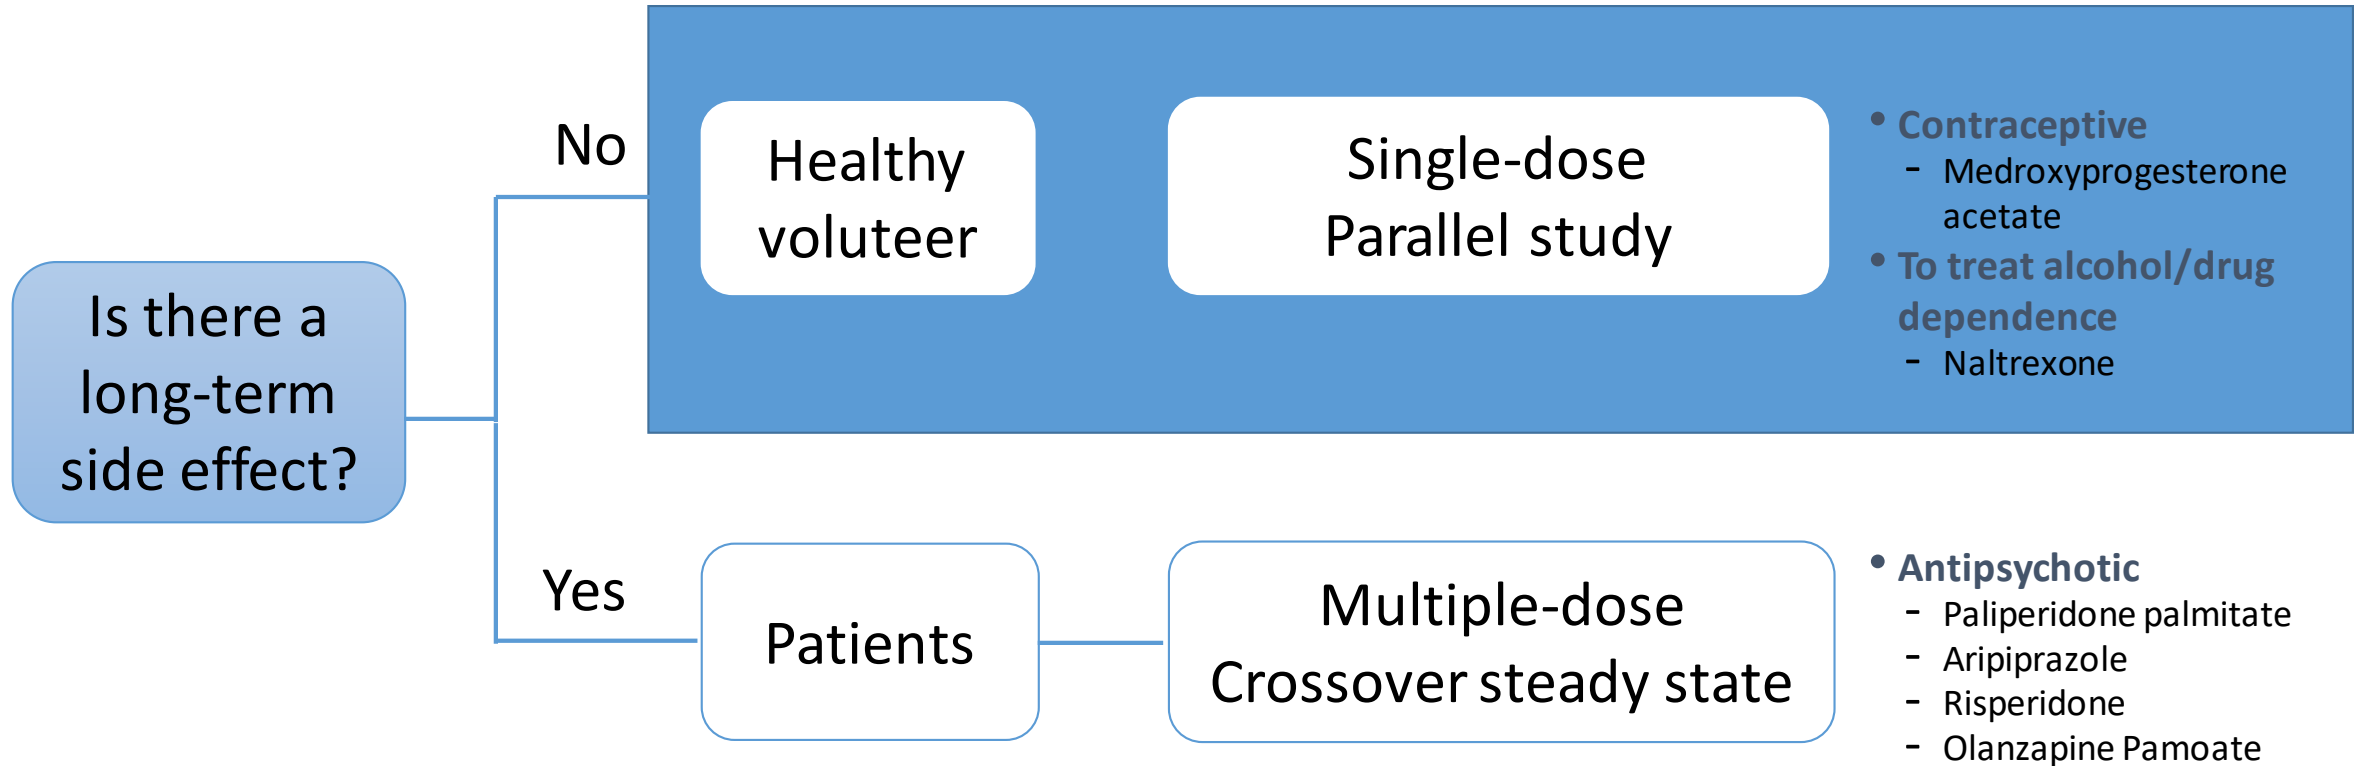 Is there a
long-term
side effect?
No
Healthy
voluteer
Single-dose
Parallel study
• Contraceptive
- Medroxyprogesterone
acetate
• To treat alcohol/drug
dependence
- Naltrexone
Yes
Patients
Multiple-dose
Crossover steady state
• Antipsychotic
- Paliperidone palmitate
- Aripiprazole
- Risperidone
- Olanzapine Pamoate